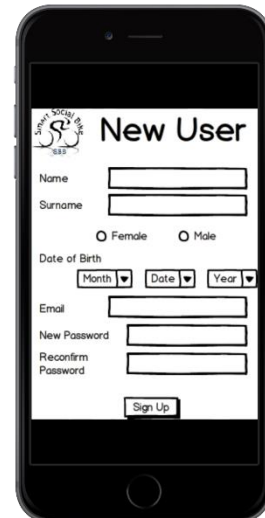 Smart Social Bike
SSB
New User
Name
Surname
Female Male
Date of Birth
Month Date Year
Email
New Password
Reconfirm
Password
Sign Up